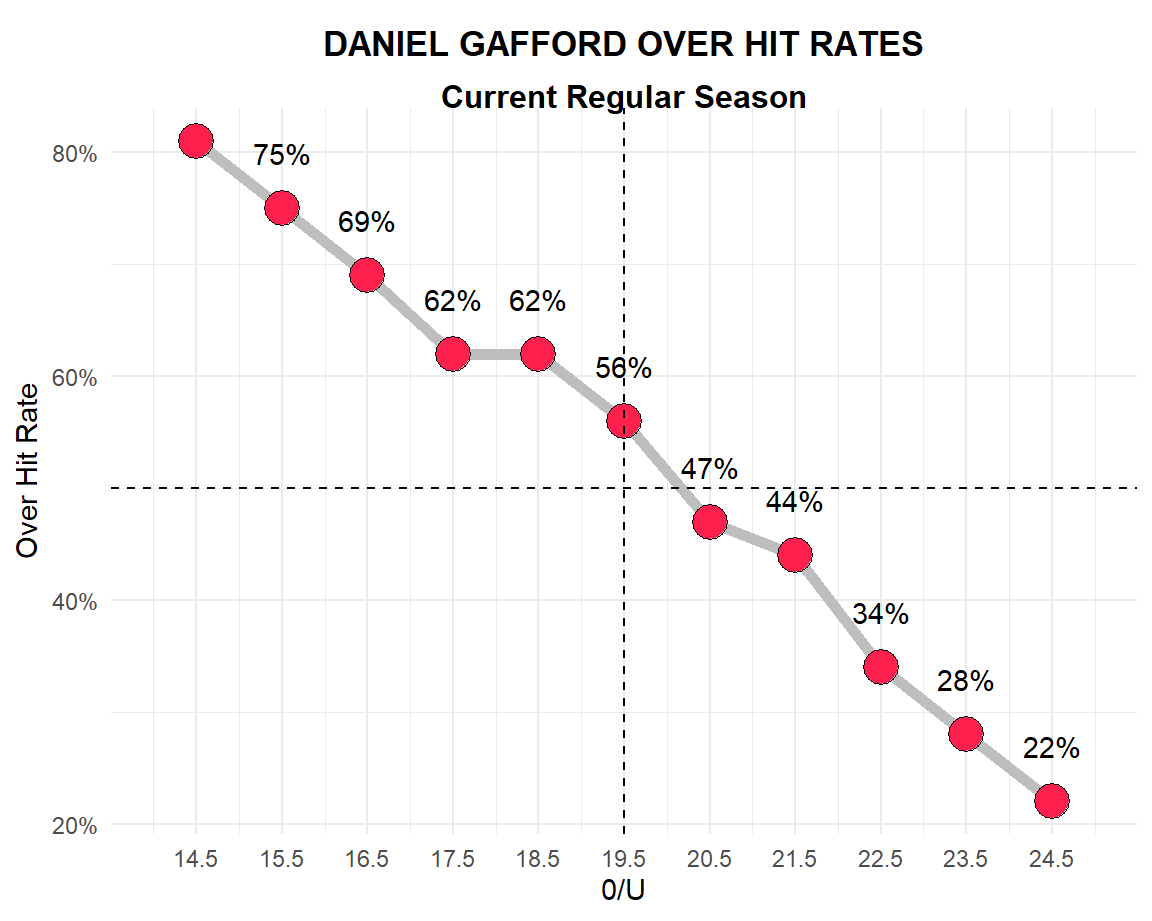 DANIEL GAFFORD OVER HIT RATES
Current Regular Season
80%
60%
40%
20%
Over Hit Rate
75%
69%
62%
62%
56%
47%
44%
34%
28%
22%
14.5 15.5 16.5 17.5 18.5 19.5 20.5 21.5 22.5 23.5 24.5
0/U